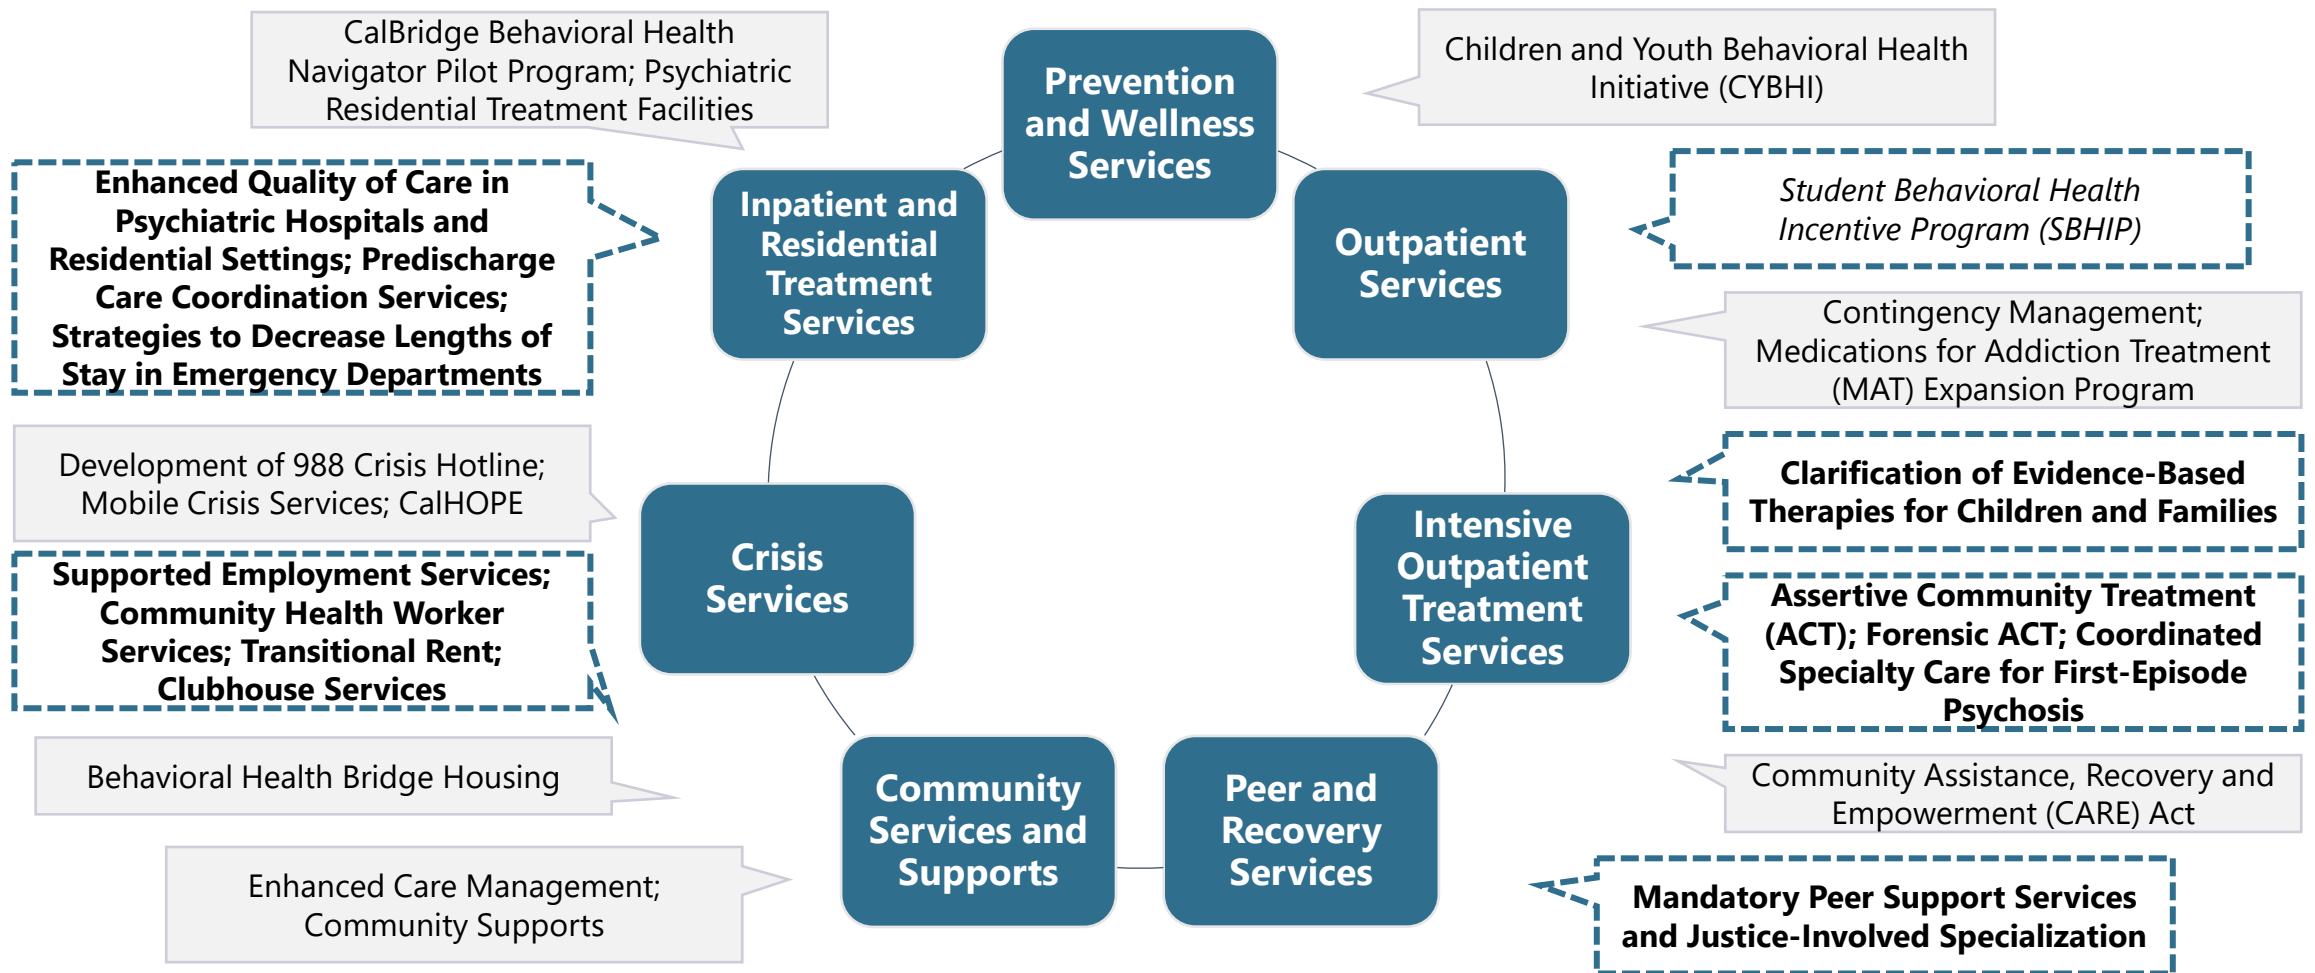 CalBridge Behavioral Health
Navigator Pilot Program; Psychiatric
Residential Treatment Facilities
Prevention
and Wellness
Services
Children and Youth Behavioral Health
Initiative (CYBHI)
Enhanced Quality of Care in
Psychiatric Hospitals and
Residential Settings; Predischarge
Care Coordination Services;
Strategies to Decrease Lengths of
Stay in Emergency Departments
Inpatient and
Residential
Treatment
Services
Outpatient
Services
Student Behavioral Health
Incentive Program (SBHIP)
Contingency Management;
Medications for Addiction Treatment
(MAT) Expansion Program
Development of 988 Crisis Hotline;
Mobile Crisis Services; CalHOPE
Crisis
Services
Intensive
Outpatient
Treatment
Services
Clarification of Evidence-Based
Therapies for Children and Families
Supported Employment Services;
Community Health Worker
Services; Transitional Rent;
Clubhouse Services
Assertive Community Treatment
(ACT); Forensic ACT; Coordinated
Specialty Care for First-Episode
Psychosis
Behavioral Health Bridge Housing
Community
Services and
Supports
Peer and
Recovery
Services
Community Assistance, Recovery and
Empowerment (CARE) Act
Enhanced Care Management;
Community Supports
Mandatory Peer Support Services
and Justice-Involved Specialization